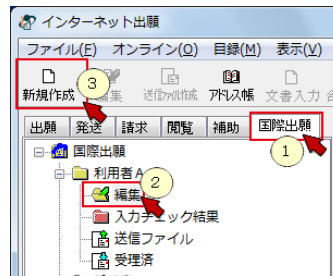 インターネット出願
ファイル(F) オンライン(O) 目録(M) 表示(V)
新規作成 集 送信ファイル作成 アドレス帳 文書入力 合
3
出願 発送 請求 閲覧 補助 国際出願
1
国際出願
利用者A
2
編集
入力チェック結果
送信ファイル
受理済